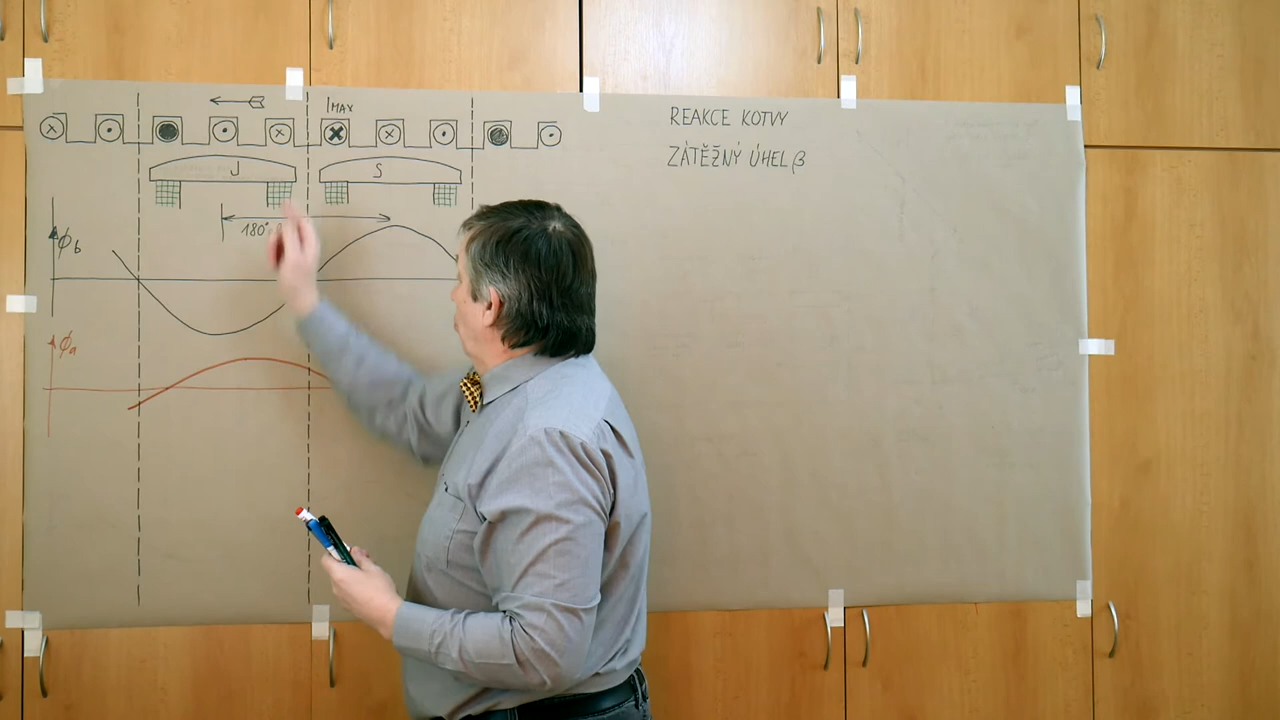 IMAX
J S
180°
ϕb
ϕa
REAKCE KOTVY
ZÁTĚŽNÝ ÚHEL β